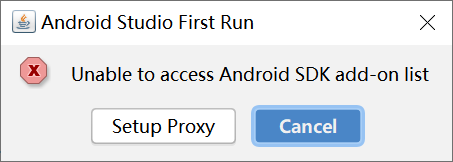 Android Studio First Run
Unable to access Android SDK add-on list
Setup Proxy
Cancel